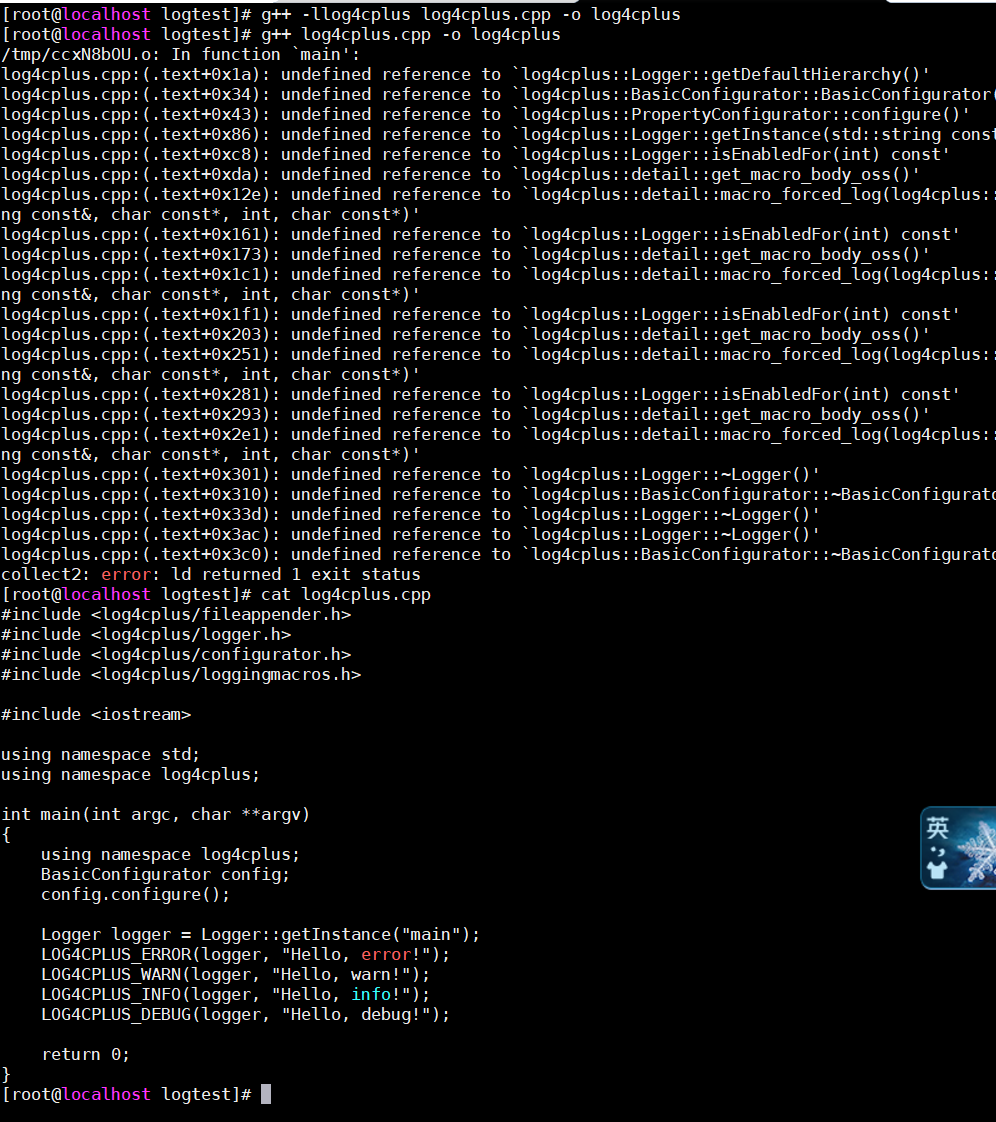 [root@localhost logtest]# g++ -llog4cplus log4cplus.cpp -o log4cplus
[root@localhost logtest]# g++ log4cplus.cpp -o log4cplus
/tmp/ccxN8bOU.o: In function `main':
log4cplus.cpp:(.text+0x1a): undefined reference to `log4cplus::Logger::getDefaultHierarchy()'
log4cplus.cpp:(.text+0x34): undefined reference to `log4cplus::BasicConfigurator::BasicConfigurator(
log4cplus.cpp:(.text+0x43): undefined reference to `log4cplus::PropertyConfigurator::configure()'
log4cplus.cpp:(.text+0x86): undefined reference to `log4cplus::Logger::getInstance(std::string const
log4cplus.cpp:(.text+0xc8): undefined reference to `log4cplus::Logger::isEnabledFor(int) const'
log4cplus.cpp:(.text+0xda): undefined reference to `log4cplus::detail::get_macro_body_oss()'
log4cplus.cpp:(.text+0x12e): undefined reference to `log4cplus::detail::macro_forced_log(log4cplus::
ng const&, char const*, int, char const*)'
log4cplus.cpp:(.text+0x161): undefined reference to `log4cplus::Logger::isEnabledFor(int) const'
log4cplus.cpp:(.text+0x173): undefined reference to `log4cplus::detail::get_macro_body_oss()'
log4cplus.cpp:(.text+0x1c1): undefined reference to `log4cplus::detail::macro_forced_log(log4cplus::
ng const&, char const*, int, char const*)'
log4cplus.cpp:(.text+0x1f1): undefined reference to `log4cplus::Logger::isEnabledFor(int) const'
log4cplus.cpp:(.text+0x203): undefined reference to `log4cplus::detail::get_macro_body_oss()'
log4cplus.cpp:(.text+0x251): undefined reference to `log4cplus::detail::macro_forced_log(log4cplus::
ng const&, char const*, int, char const*)'
log4cplus.cpp:(.text+0x281): undefined reference to `log4cplus::Logger::isEnabledFor(int) const'
log4cplus.cpp:(.text+0x293): undefined reference to `log4cplus::detail::get_macro_body_oss()'
log4cplus.cpp:(.text+0x2e1): undefined reference to `log4cplus::detail::macro_forced_log(log4cplus::
ng const&, char const*, int, char const*)'
log4cplus.cpp:(.text+0x301): undefined reference to `log4cplus::Logger::~Logger()'
log4cplus.cpp:(.text+0x310): undefined reference to `log4cplus::BasicConfigurator::~BasicConfigurato
log4cplus.cpp:(.text+0x33d): undefined reference to `log4cplus::Logger::~Logger()'
log4cplus.cpp:(.text+0x3ac): undefined reference to `log4cplus::Logger::~Logger()'
log4cplus.cpp:(.text+0x3c0): undefined reference to `log4cplus::BasicConfigurator::~BasicConfigurato
collect2: error: ld returned 1 exit status
[root@localhost logtest]# cat log4cplus.cpp
#include <log4cplus/fileappender.h>
#include <log4cplus/logger.h>
#include <log4cplus/configurator.h>
#include <log4cplus/loggingmacros.h>

#include <iostream>

using namespace std;
using namespace log4cplus;

int main(int argc, char **argv)
{
    using namespace log4cplus;
    BasicConfigurator config;
    config.configure();

    Logger logger = Logger::getInstance("main");
    LOG4CPLUS_ERROR(logger, "Hello, error!");
    LOG4CPLUS_WARN(logger, "Hello, warn!");
    LOG4CPLUS_INFO(logger, "Hello, info!");
    LOG4CPLUS_DEBUG(logger, "Hello, debug!");

    return 0;
}
[root@localhost logtest]#
英